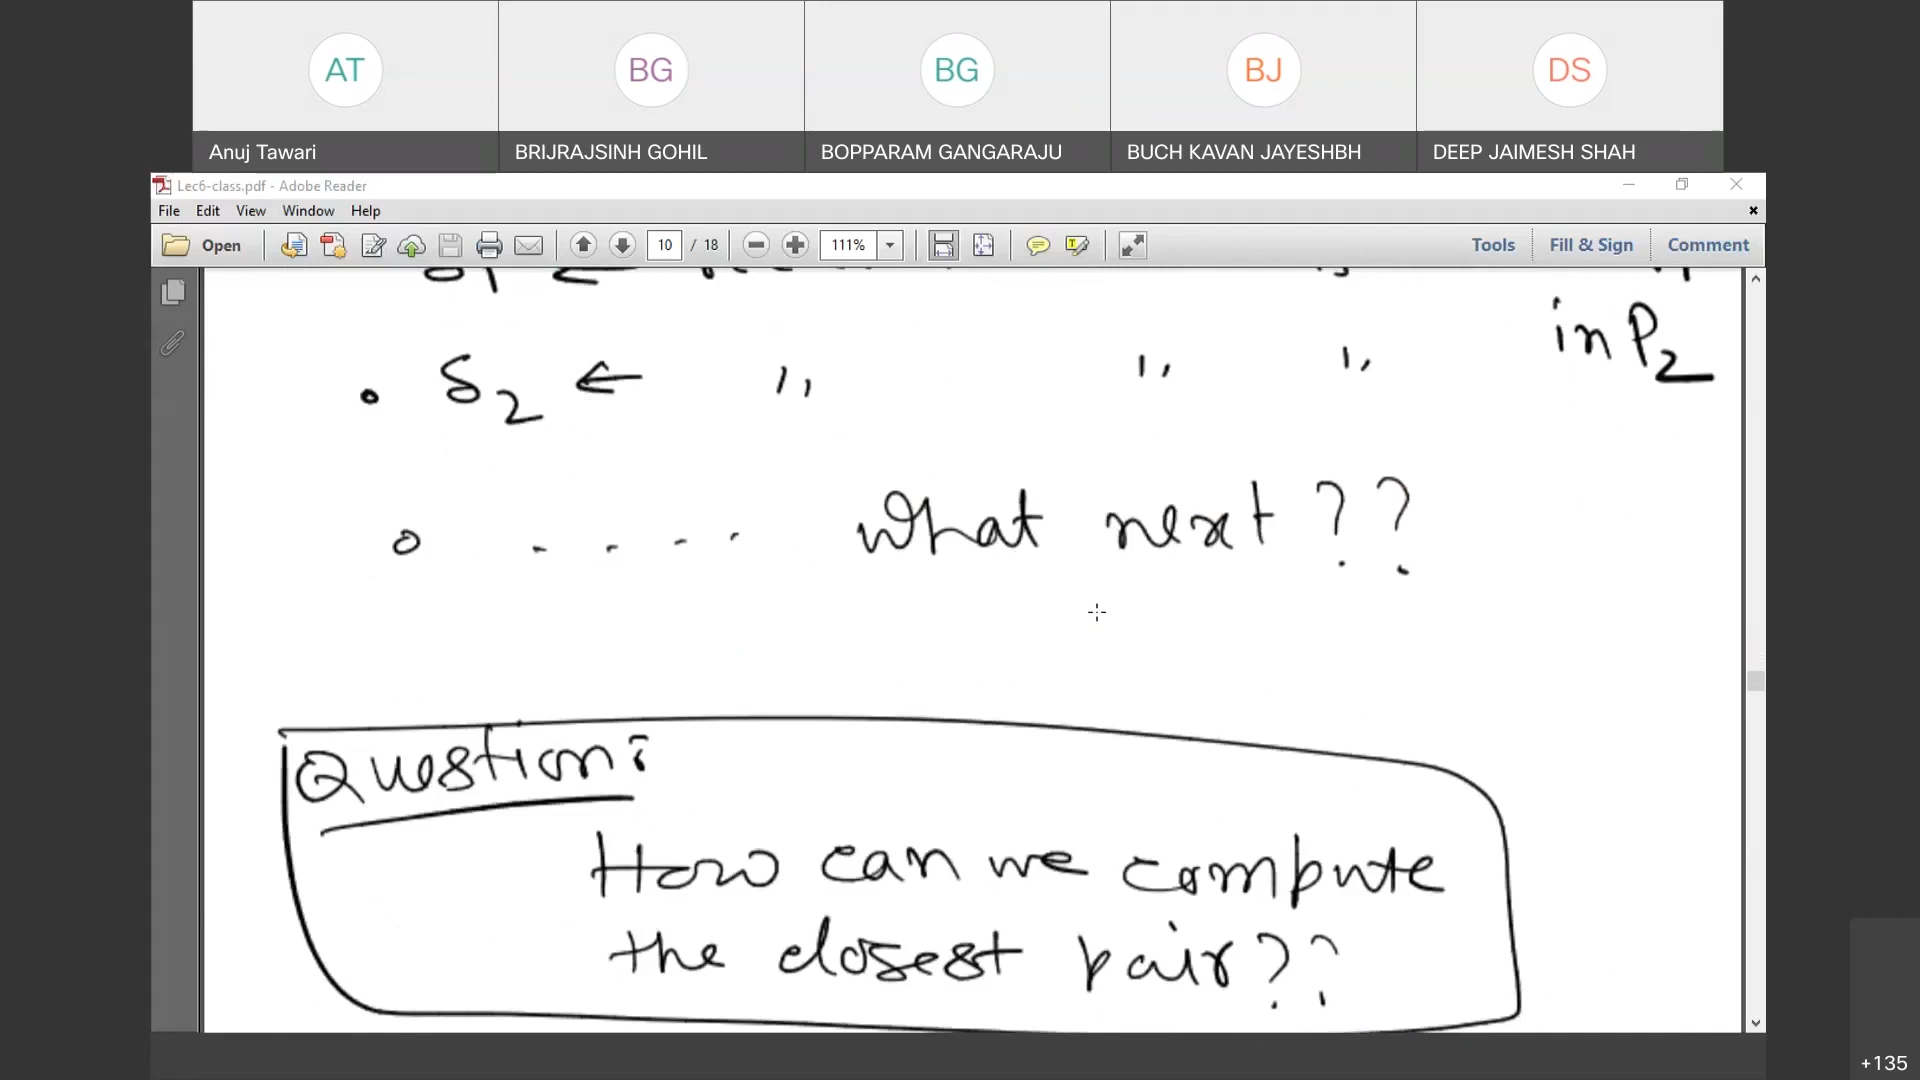 AT
BG
BG
BJ
DS
Anuj Tawari
BRIJRAJSINH GOHIL
BOPPARAM GANGARAJU
BUCH KAVAN JAYESHBH
DEEP JAIMESH SHAH
Lec6-class.pdf - Adobe Reader
File Edit View Window Help
Open 10 / 18 111% Tools Fill & Sign Comment
in P2
• δ2 ← ,, ,, ,,
o . . . . What next ??
Question:
How can we compute
the closest pair??
+135